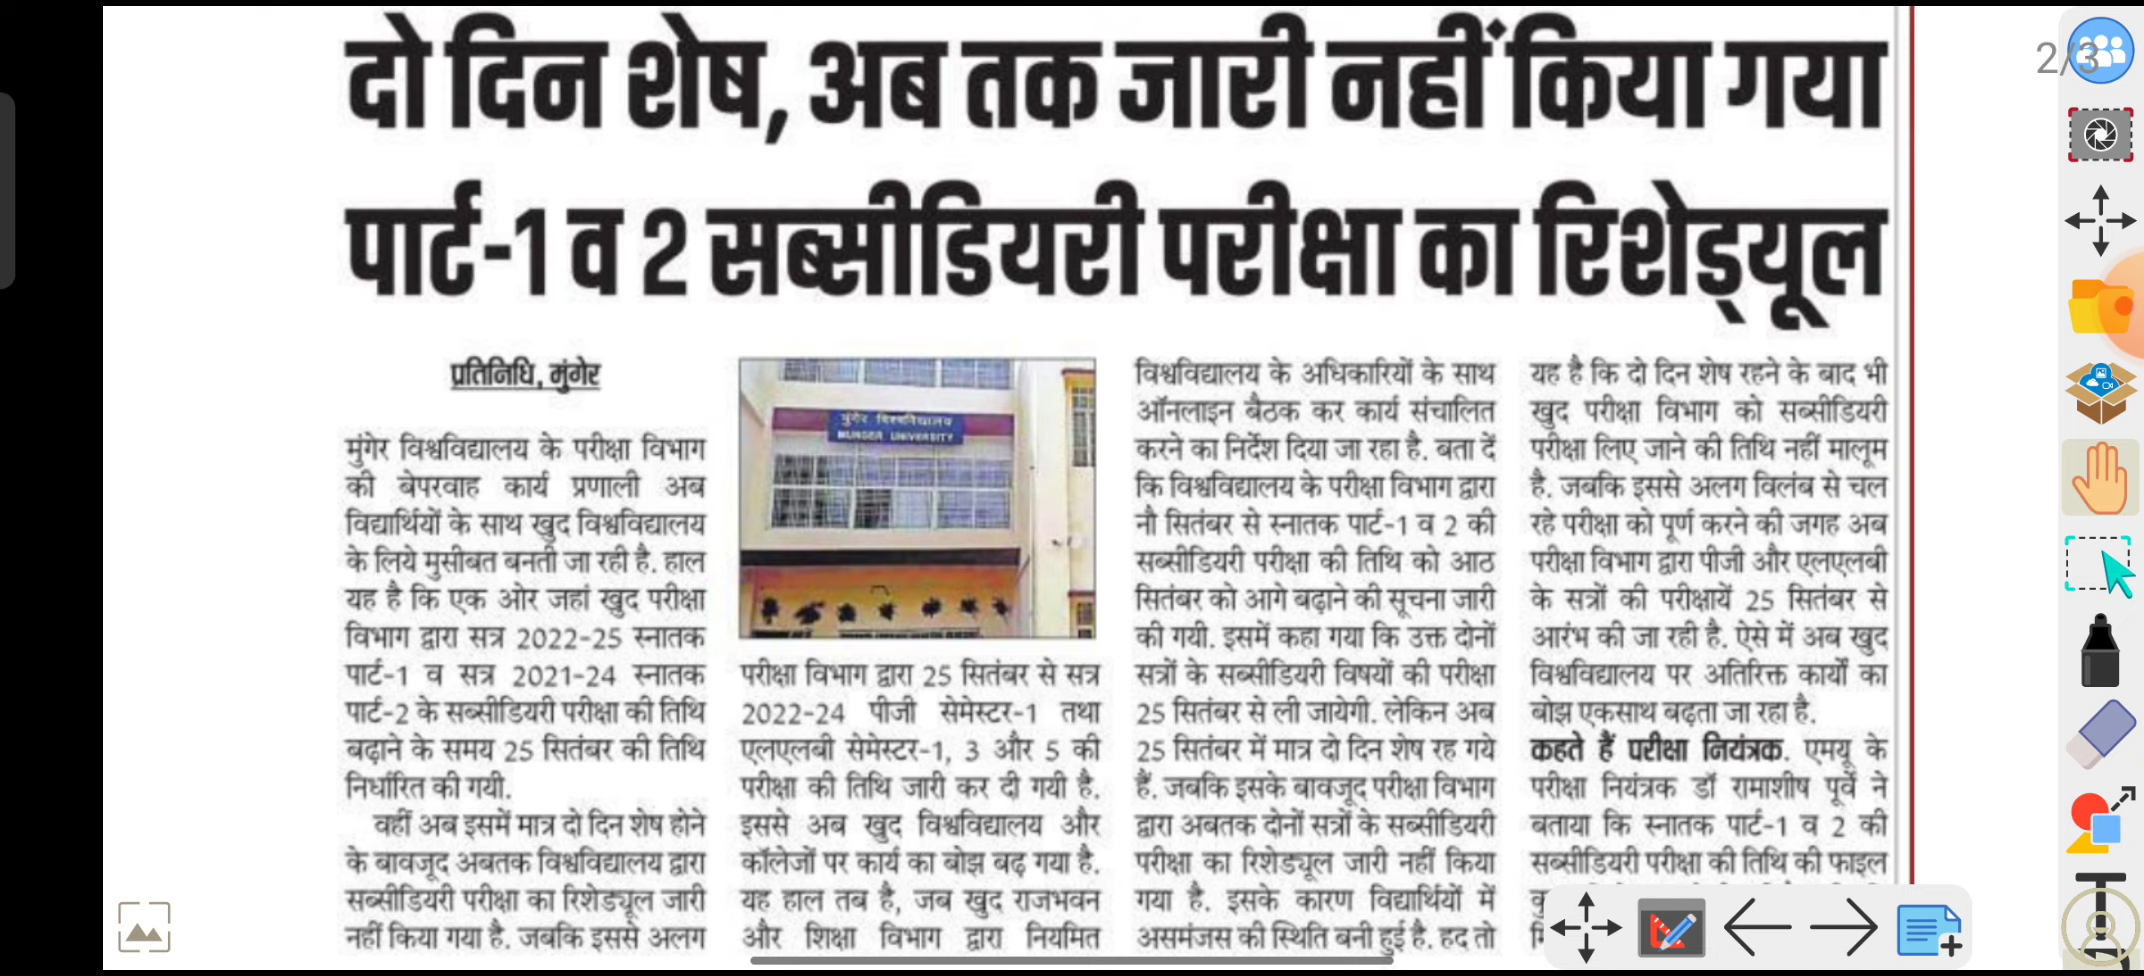 दो दिन शेष, अब तक जारी नहीं किया गया
पार्ट-1 व 2 सब्सीडियरी परीक्षा का रिशेड्यूल
2/3
प्रतिनिधि, मुंगेर
मुंगेर विश्वविद्यालय के परीक्षा विभाग
की बेपरवाह कार्य प्रणाली अब
विद्यार्थियों के साथ खुद विश्वविद्यालय
के लिये मुसीबत बनती जा रही है. हाल
यह है कि एक ओर जहां खुद परीक्षा
विभाग द्वारा सत्र 2022-25 स्नातक
पार्ट-1 व सत्र 2021-24 स्नातक
पार्ट-2 के सब्सीडियरी परीक्षा की तिथि
बढ़ाने के समय 25 सितंबर की तिथि
निर्धारित की गयी.
वहीं अब इसमें मात्र दो दिन शेष होने
के बावजूद अबतक विश्वविद्यालय द्वारा
सब्सीडियरी परीक्षा का रिशेड्यूल जारी
नहीं किया गया है. जबकि इससे अलग
मुंगेर विश्वविद्यालय
MUNGER UNIVERSITY
परीक्षा विभाग द्वारा 25 सितंबर से सत्र
2022-24 पीजी सेमेस्टर-1 तथा
एलएलबी सेमेस्टर-1, 3 और 5 की
परीक्षा की तिथि जारी कर दी गयी है.
इससे अब खुद विश्वविद्यालय और
कॉलेजों पर कार्य का बोझ बढ़ गया है.
यह हाल तब है, जब खुद राजभवन
और शिक्षा विभाग द्वारा नियमित
विश्वविद्यालय के अधिकारियों के साथ
ऑनलाइन बैठक कर कार्य संचालित
करने का निर्देश दिया जा रहा है. बता दें
कि विश्वविद्यालय के परीक्षा विभाग द्वारा
नौ सितंबर से स्नातक पार्ट-1 व 2 की
सब्सीडियरी परीक्षा की तिथि को आठ
सितंबर को आगे बढ़ाने की सूचना जारी
की गयी. इसमें कहा गया कि उक्त दोनों
सत्रों के सब्सीडियरी विषयों की परीक्षा
25 सितंबर से ली जायेगी. लेकिन अब
25 सितंबर में मात्र दो दिन शेष रह गये
हैं. जबकि इसके बावजूद परीक्षा विभाग
द्वारा अबतक दोनों सत्रों के सब्सीडियरी
परीक्षा का रिशेड्यूल जारी नहीं किया
गया है. इसके कारण विद्यार्थियों में
असमंजस की स्थिति बनी हुई है. हद तो
यह है कि दो दिन शेष रहने के बाद भी
खुद परीक्षा विभाग को सब्सीडियरी
परीक्षा लिए जाने की तिथि नहीं मालूम
है. जबकि इससे अलग विलंब से चल
रहे परीक्षा को पूर्ण करने की जगह अब
परीक्षा विभाग द्वारा पीजी और एलएलबी
के सत्रों की परीक्षायें 25 सितंबर से
आरंभ की जा रही है. ऐसे में अब खुद
विश्वविद्यालय पर अतिरिक्त कार्यों का
बोझ एकसाथ बढ़ता जा रहा है.
कहते हैं परीक्षा नियंत्रक. एमयू के
परीक्षा नियंत्रक डॉ रामाशीष पूर्वे ने
बताया कि स्नातक पार्ट-1 व 2 की
सब्सीडियरी परीक्षा की तिथि की फाइल